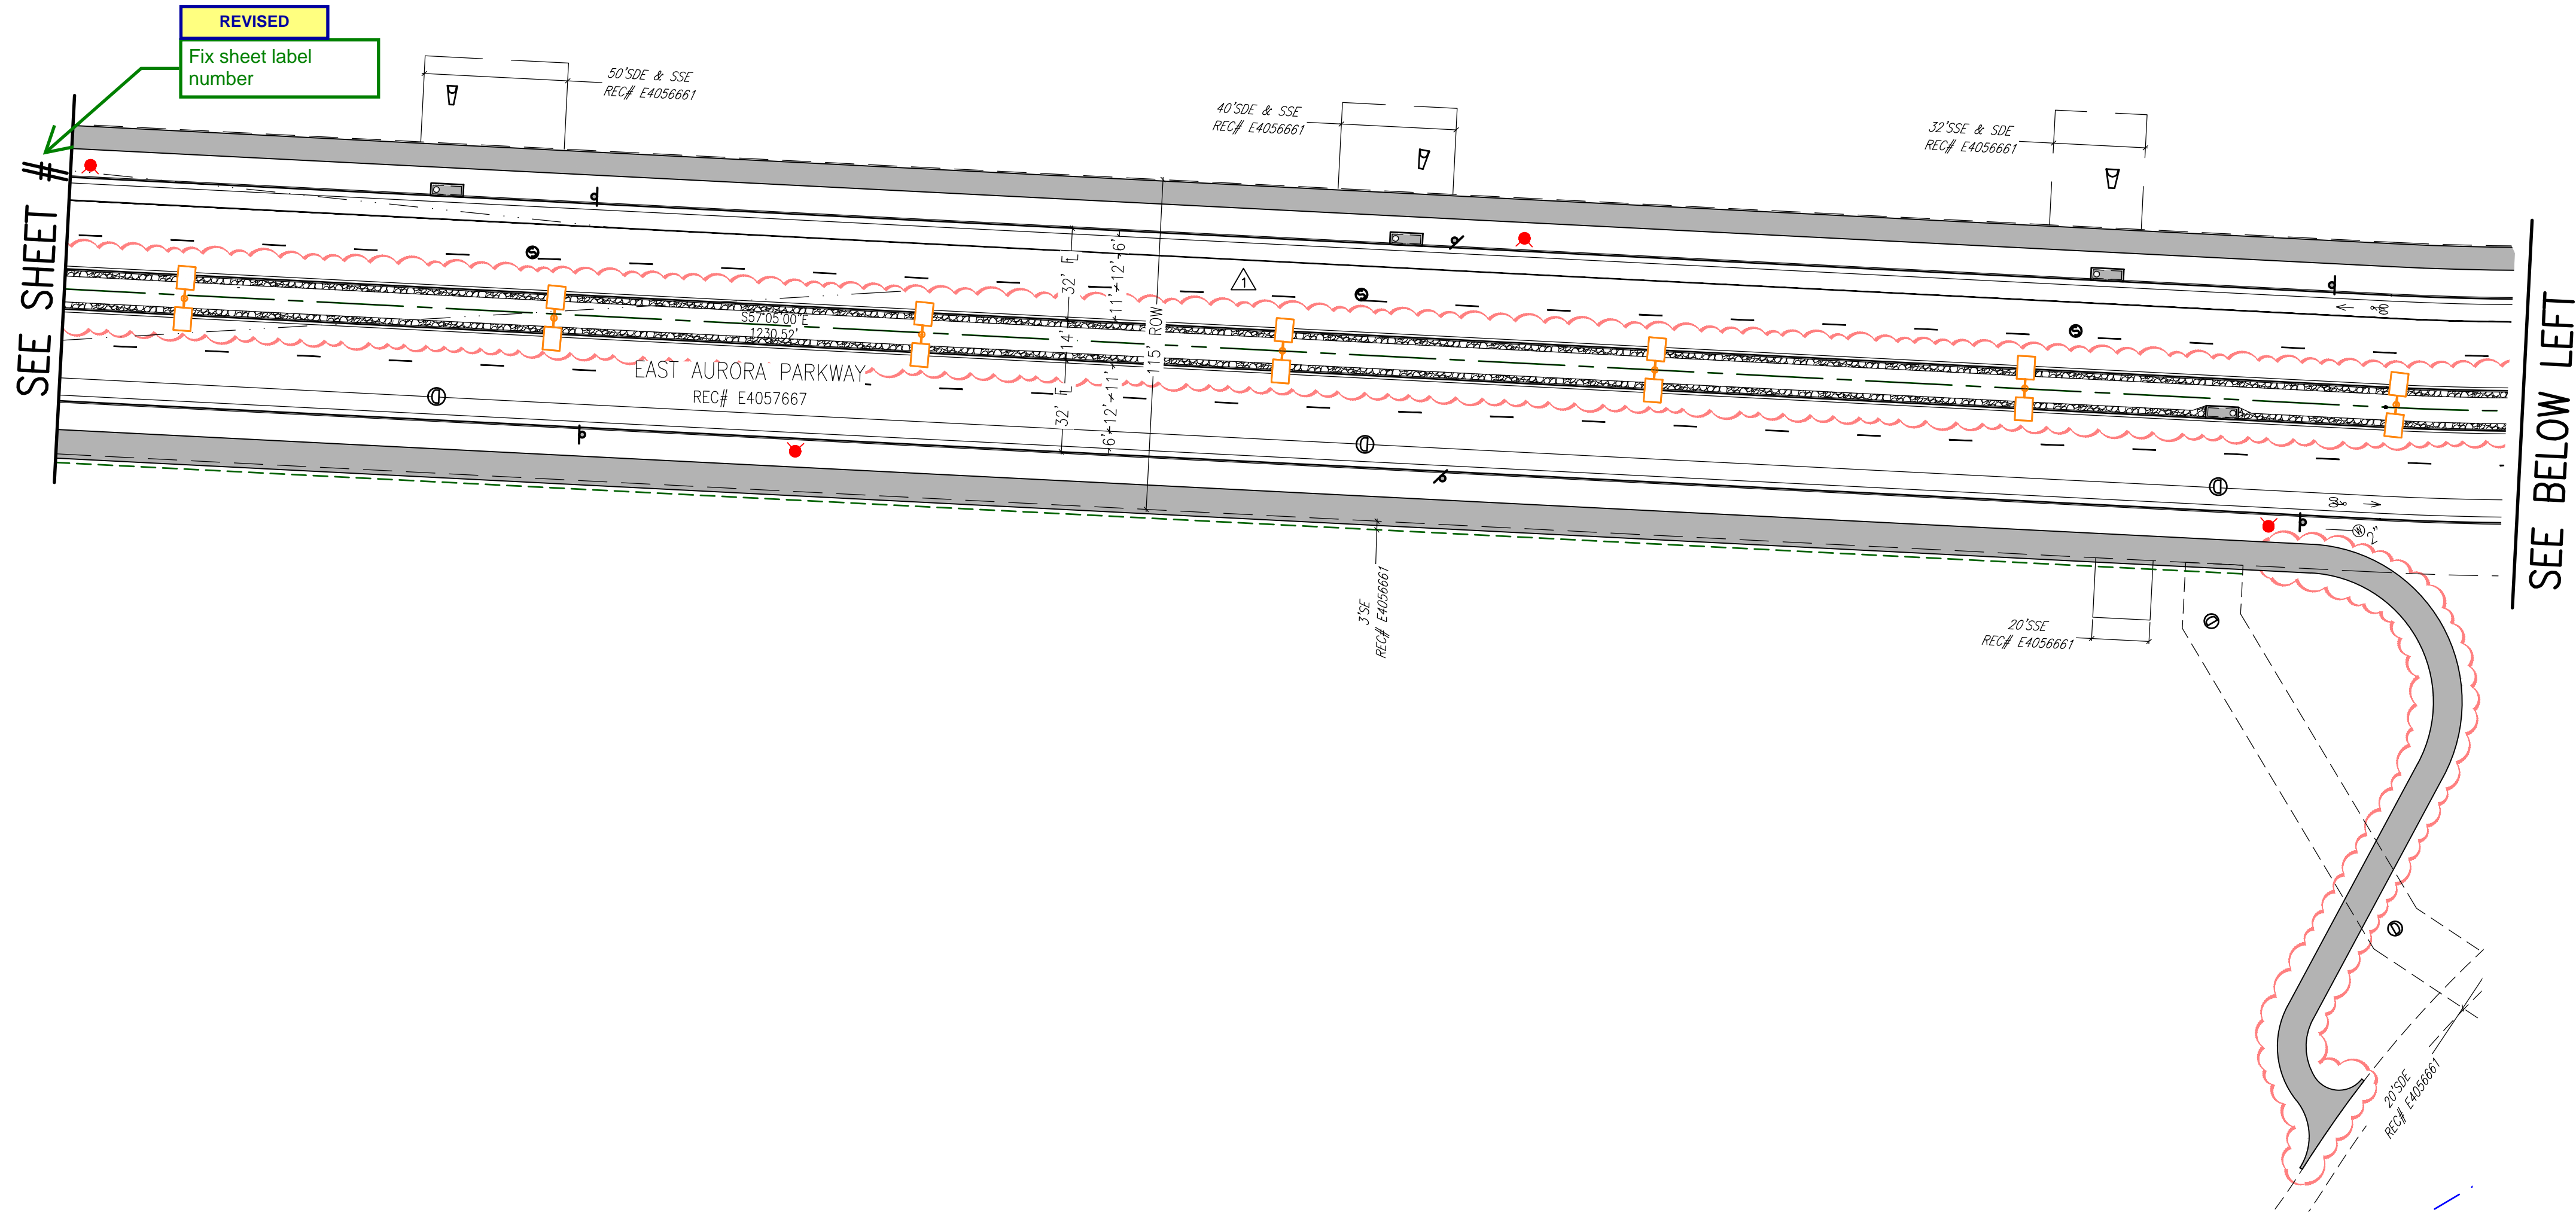 REVISED
Fix sheet label
number
50'SDE & SSE
REC# E4056661
40'SDE & SSE
REC# E4056661
32'SSE & SDE
REC# E4056661
SEE SHEET #
SEE BELOW LEFT
1
32' FL
6'
12'
11'
14'
115' ROW
S57°05'00"E
1230.52'
EAST AURORA PARKWAY
REC# E4057667
32' FL
11'
12'
6'
W 2"
3'SE
REC# E4056661
20'SSE
REC# E4056661
20'SDE
REC# E4056661